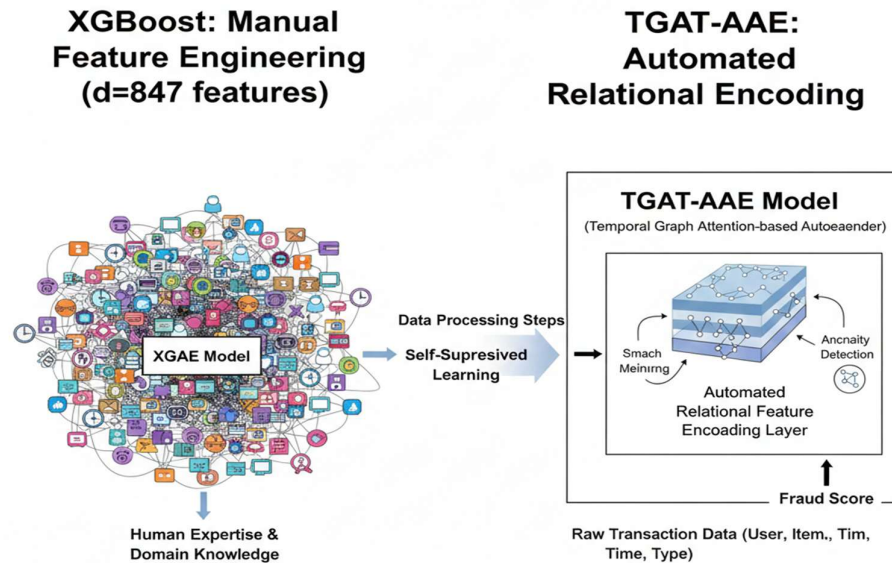 XGBoost: Manual
Feature Engineering
(d=847 features)
TGAT-AAE:
Automated
Relational Encoding
XGAE Model
Human Expertise &
Domain Knowledge
Data Processing Steps
Self-Supresived
Learning
TGAT-AAE Model
(Temporal Graph Attention-based Autoeaender)
Smach
Meinirng
Ancnaity
Detection
Automated
Relational Feature
Encoading Layer
Fraud Score
Raw Transaction Data (User, Item., Tim,
Time, Type)